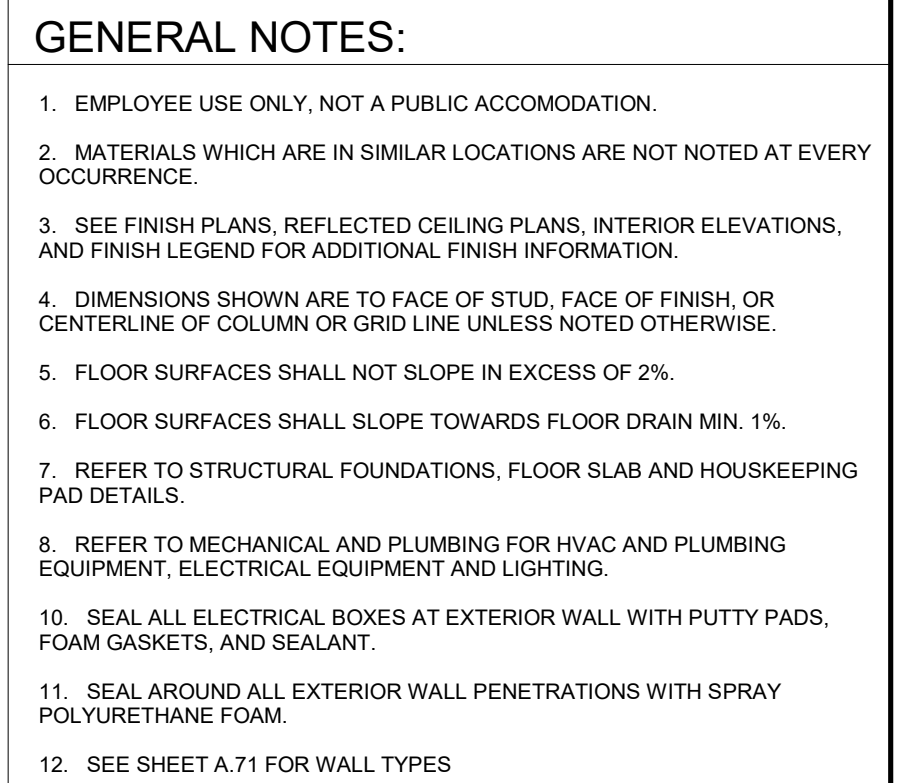 GENERAL NOTES:
1. EMPLOYEE USE ONLY, NOT A PUBLIC ACCOMODATION.
2. MATERIALS WHICH ARE IN SIMILAR LOCATIONS ARE NOT NOTED AT EVERY
OCCURRENCE.
3. SEE FINISH PLANS, REFLECTED CEILING PLANS, INTERIOR ELEVATIONS,
AND FINISH LEGEND FOR ADDITIONAL FINISH INFORMATION.
4. DIMENSIONS SHOWN ARE TO FACE OF STUD, FACE OF FINISH, OR
CENTERLINE OF COLUMN OR GRID LINE UNLESS NOTED OTHERWISE.
5. FLOOR SURFACES SHALL NOT SLOPE IN EXCESS OF 2%.
6. FLOOR SURFACES SHALL SLOPE TOWARDS FLOOR DRAIN MIN. 1%.
7. REFER TO STRUCTURAL FOUNDATIONS, FLOOR SLAB AND HOUSKEEPING
PAD DETAILS.
8. REFER TO MECHANICAL AND PLUMBING FOR HVAC AND PLUMBING
EQUIPMENT, ELECTRICAL EQUIPMENT AND LIGHTING.
10. SEAL ALL ELECTRICAL BOXES AT EXTERIOR WALL WITH PUTTY PADS,
FOAM GASKETS, AND SEALANT.
11. SEAL AROUND ALL EXTERIOR WALL PENETRATIONS WITH SPRAY
POLYURETHANE FOAM.
12. SEE SHEET A.71 FOR WALL TYPES